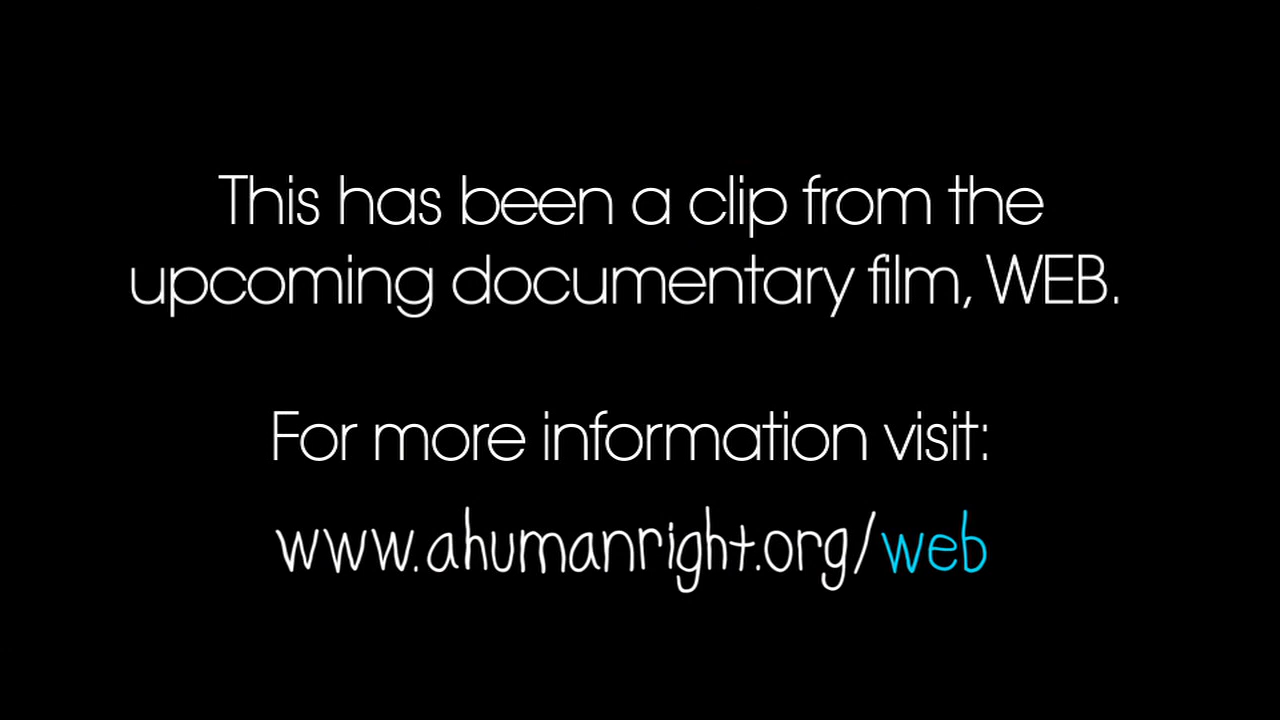 This has been a clip from the
upcoming documentary film, WEB.
For more information visit:
www.ahumanright.org/web